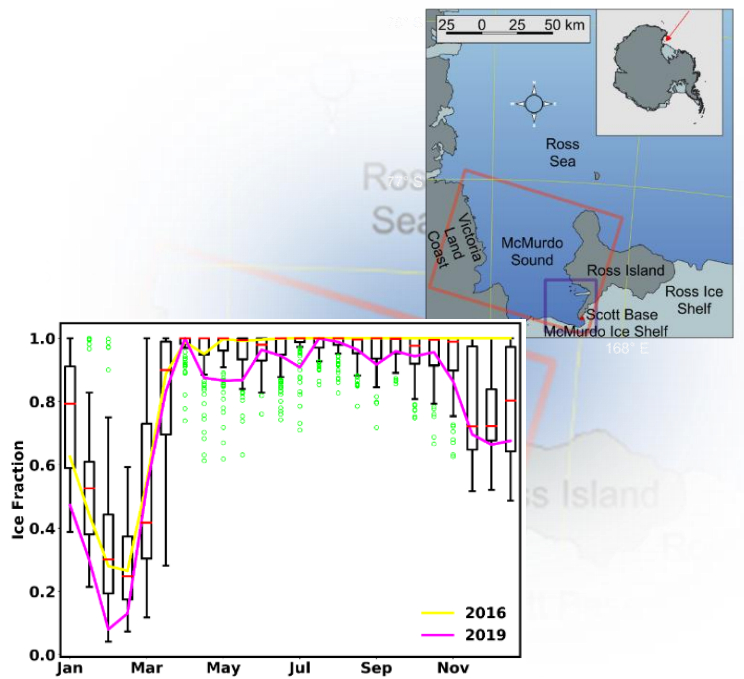 25 0 25 50 km
Ross
Sea
Victoria
Land
Coast
McMurdo
Sound
Ross Island
Ross Ice
Shelf
Scott Base
McMurdo Ice Shelf
168° E
Ros
Sea
ss Island
Ice Fraction
1.0
0.8
0.6
0.4
0.2
0.0
Jan Mar May Jul Sep Nov
2016
2019